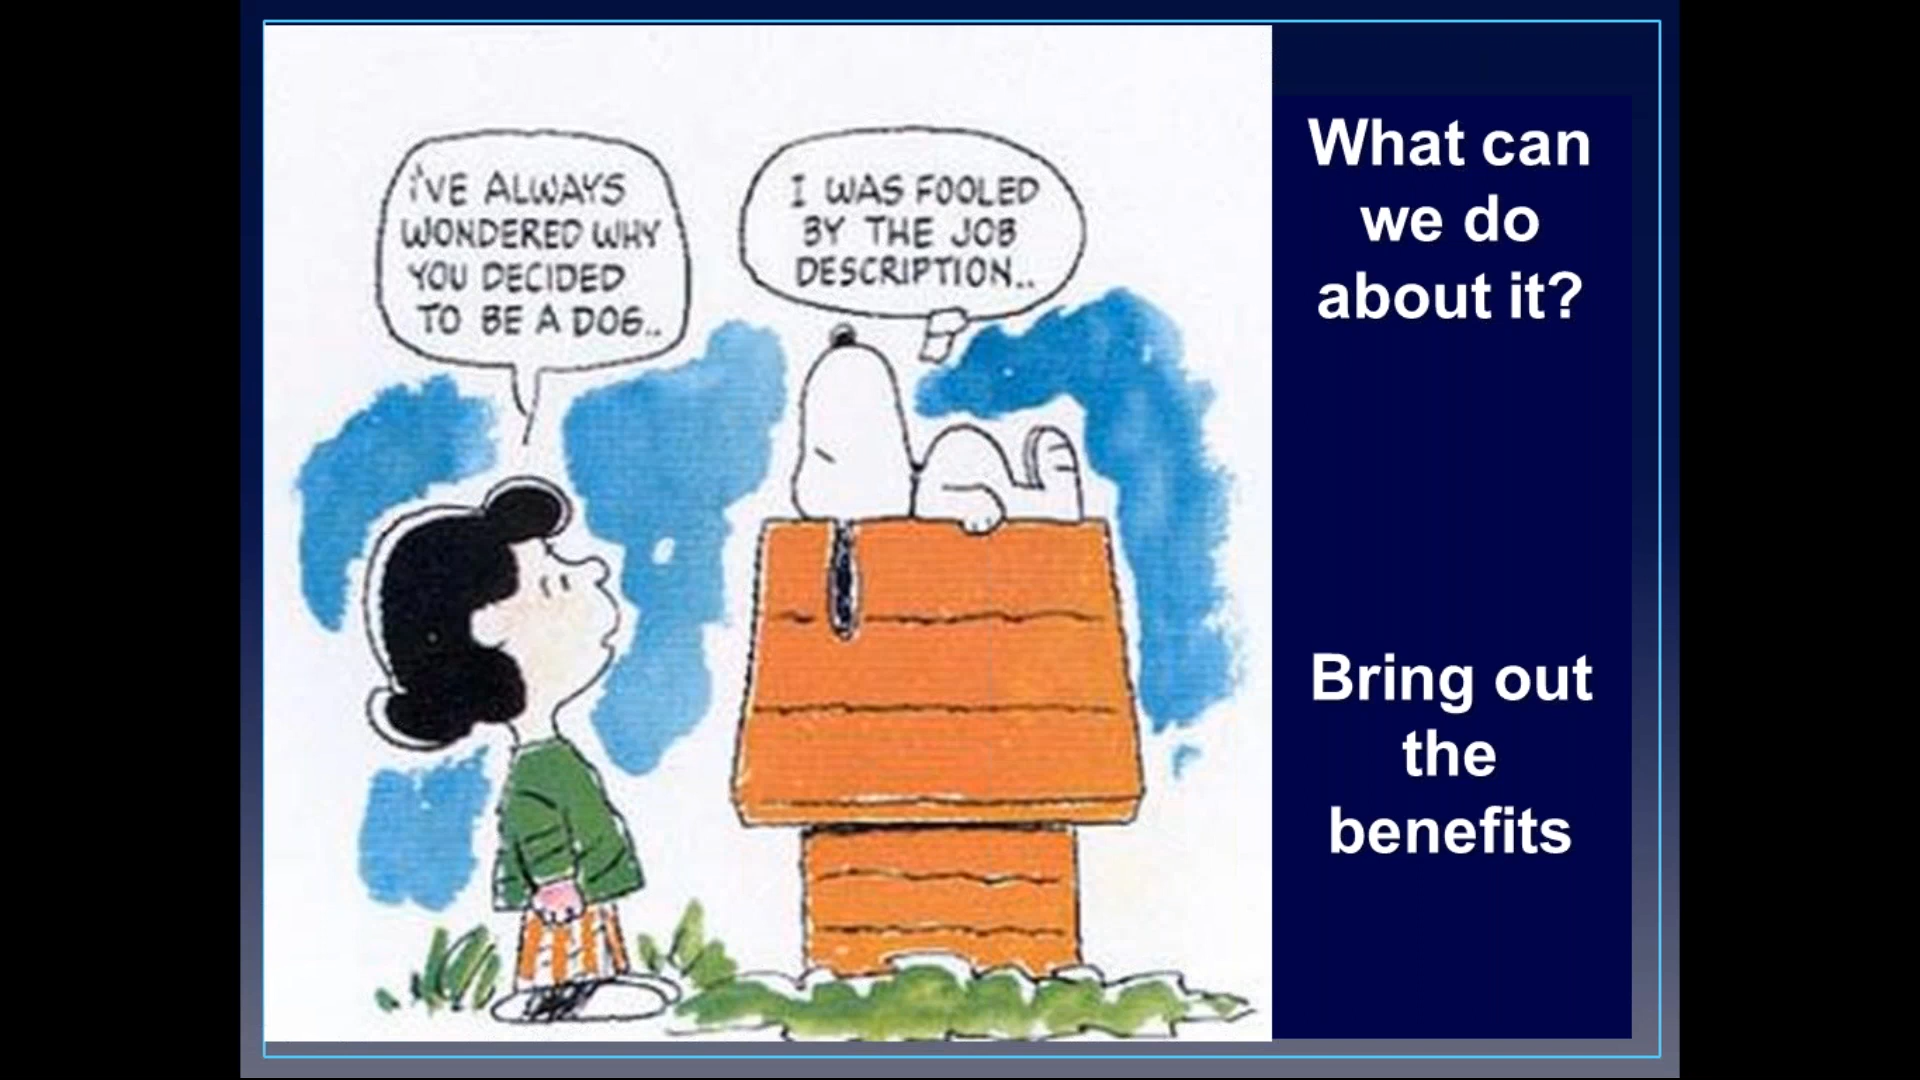 I'VE ALWAYS
WONDERED WHY
YOU DECIDED
TO BE A DOG..
I WAS FOOLED
BY THE JOB
DESCRIPTION..
What can
we do
about it?
Bring out
the
benefits